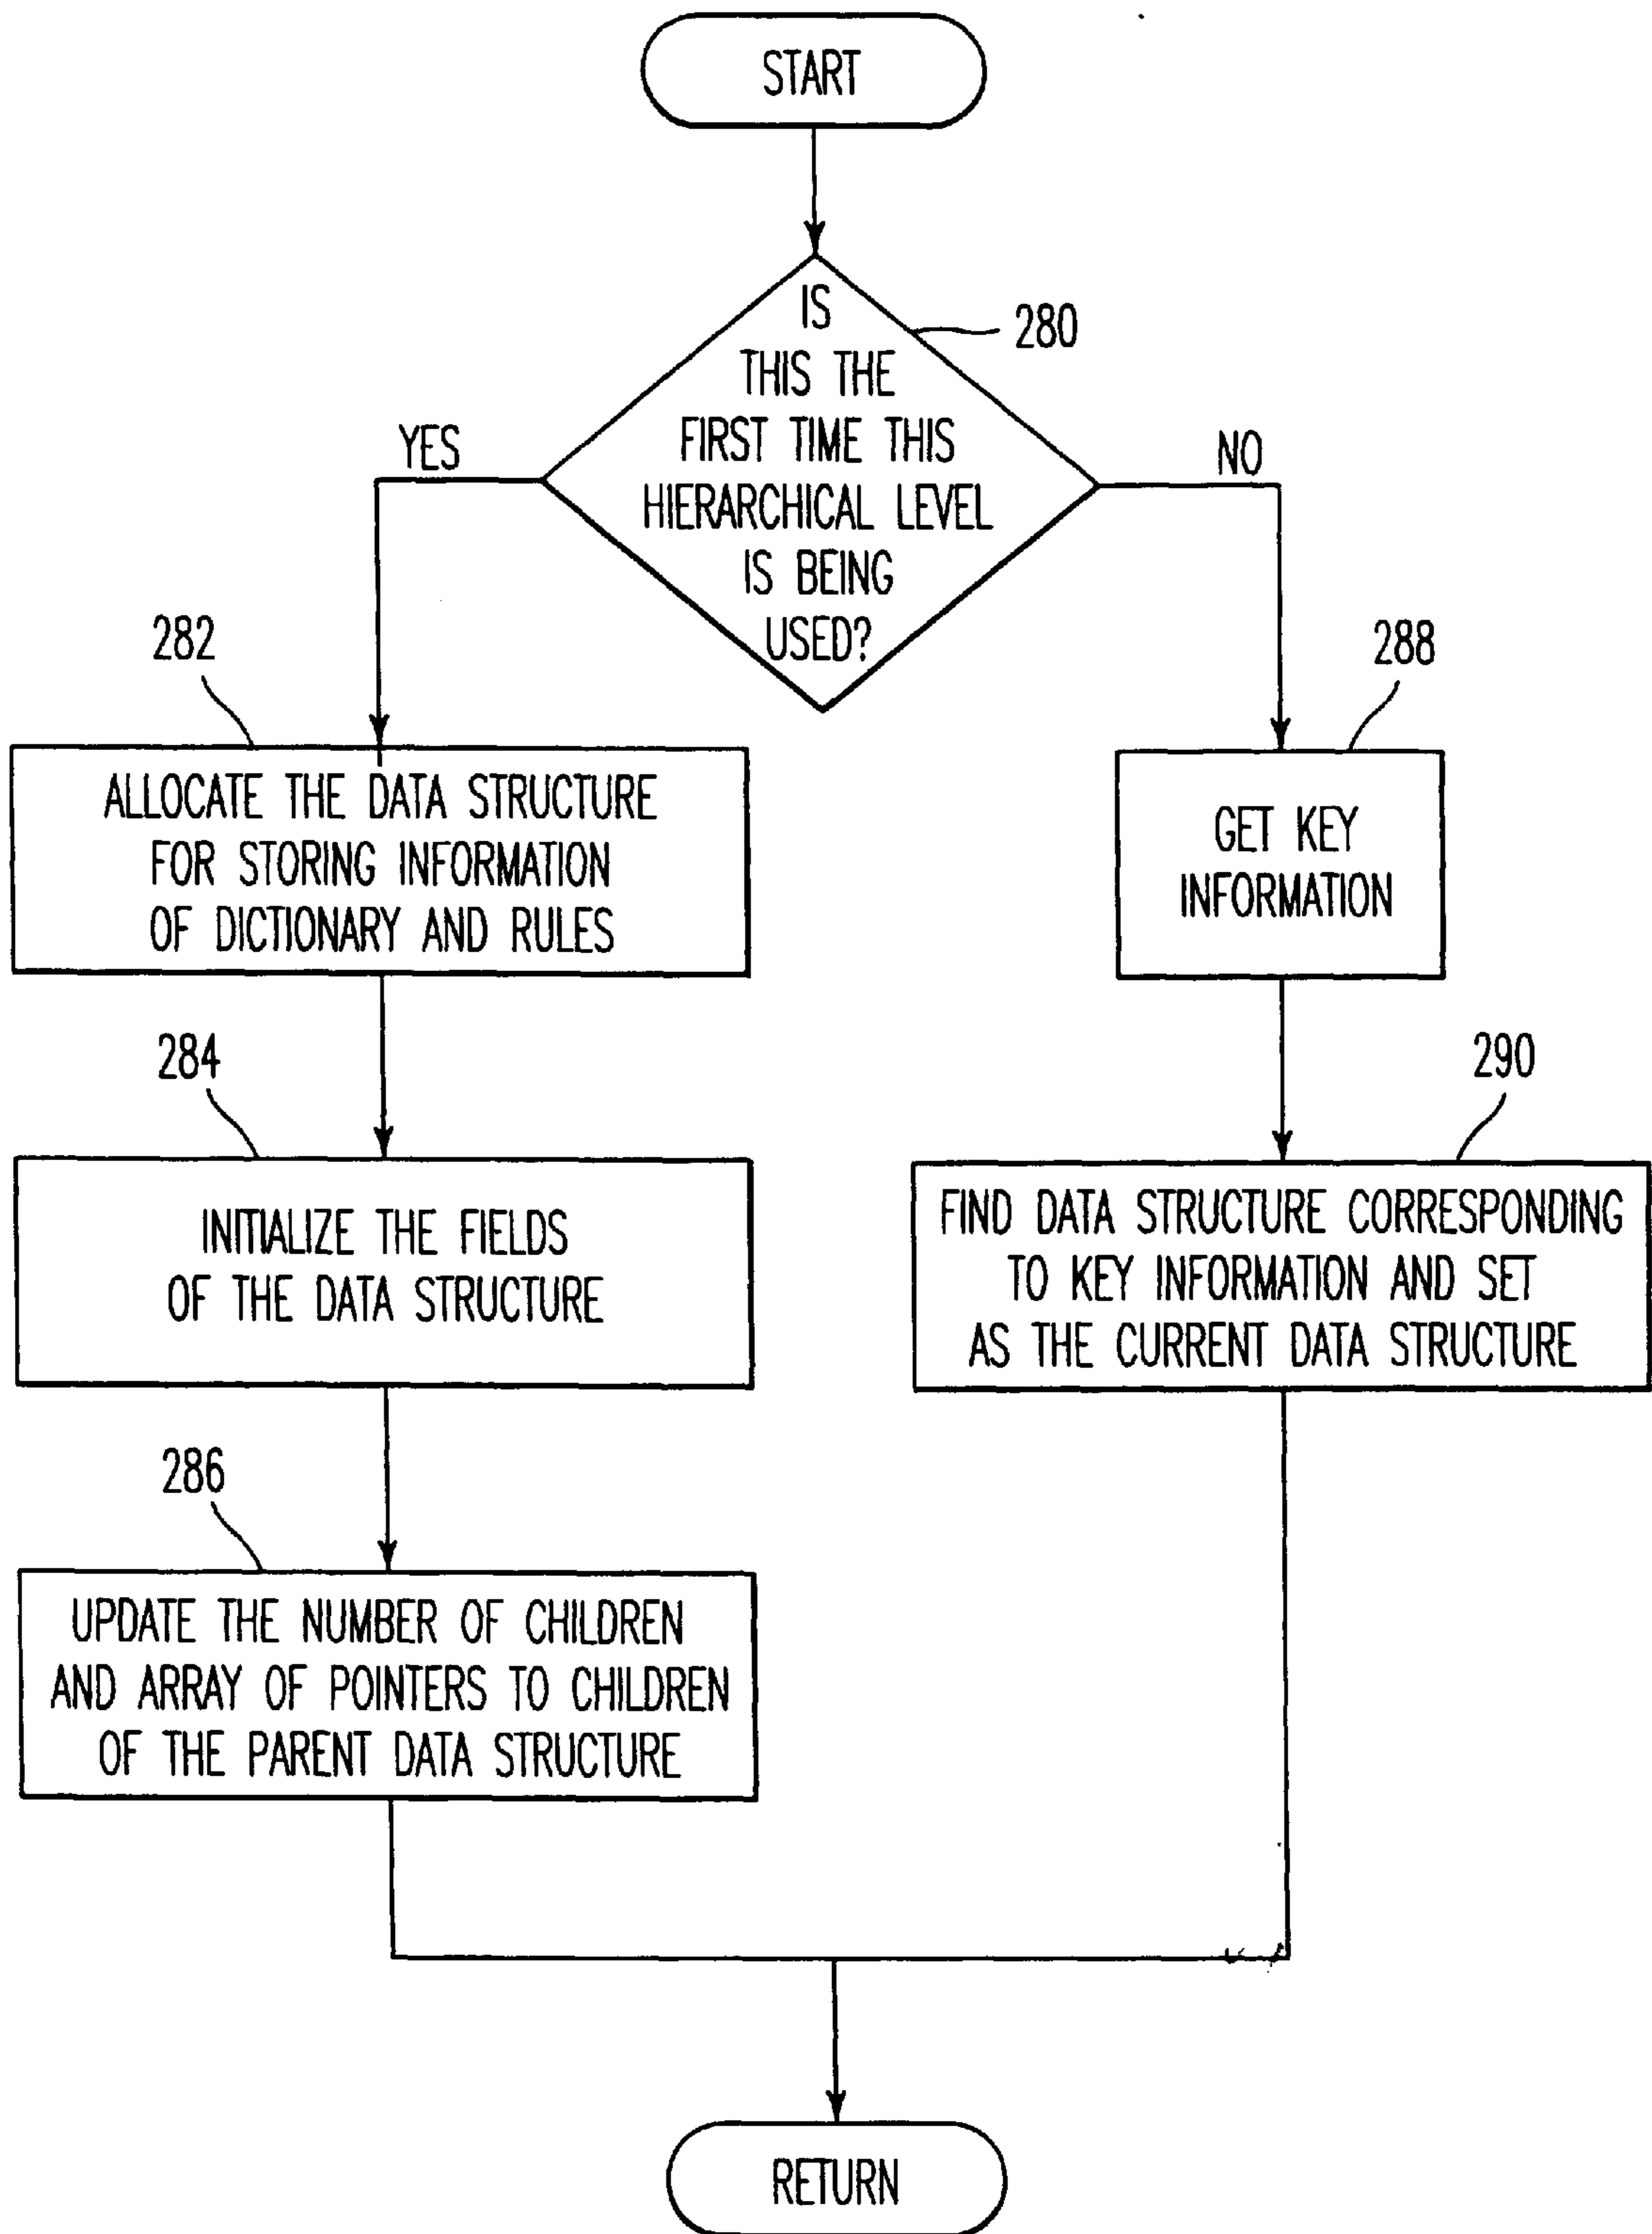 START
IS
THIS THE
FIRST TIME THIS
HIERARCHICAL LEVEL
IS BEING
USED?
280
YES
NO
282
ALLOCATE THE DATA STRUCTURE
FOR STORING INFORMATION
OF DICTIONARY AND RULES
288
GET KEY
INFORMATION
284
INITIALIZE THE FIELDS
OF THE DATA STRUCTURE
290
FIND DATA STRUCTURE CORRESPONDING
TO KEY INFORMATION AND SET
AS THE CURRENT DATA STRUCTURE
286
UPDATE THE NUMBER OF CHILDREN
AND ARRAY OF POINTERS TO CHILDREN
OF THE PARENT DATA STRUCTURE
RETURN